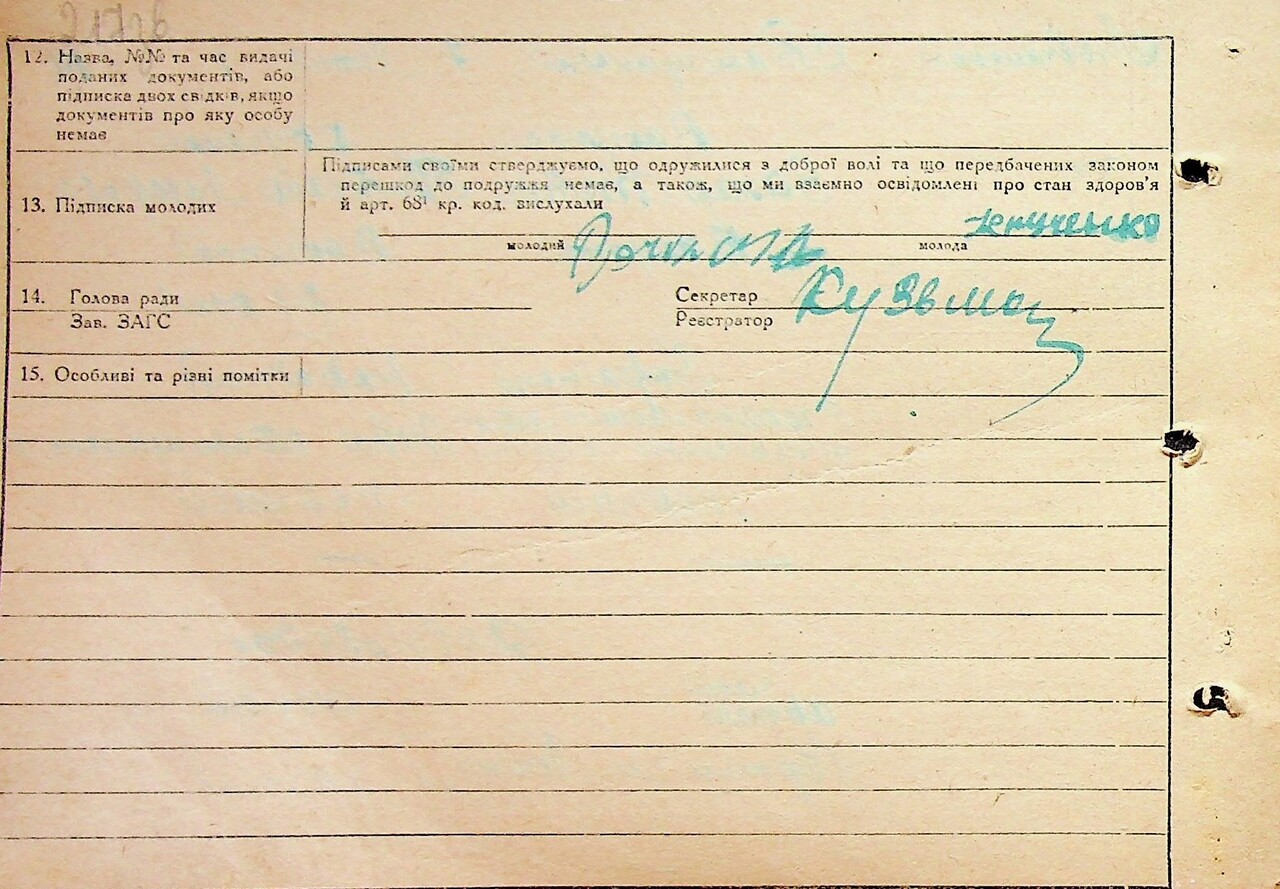 12. Назва, №№ та час видачі
поданих документів, або
підписка двох свідків, якщо
документів про яку особу
немає
13. Підписка молодих
Підписами своїми стверджуємо, що одружилися з доброї волі та що передбачених законом
перешкод до подружжя немає, а також, що ми взаємно освідомлені про стан здоров'я
й арт. 68¹ кр. код. вислухали
молодий
молода
14. Голова ради
Зав. ЗАГС
Секретар
Реєстратор
15. Особливі та різні помітки